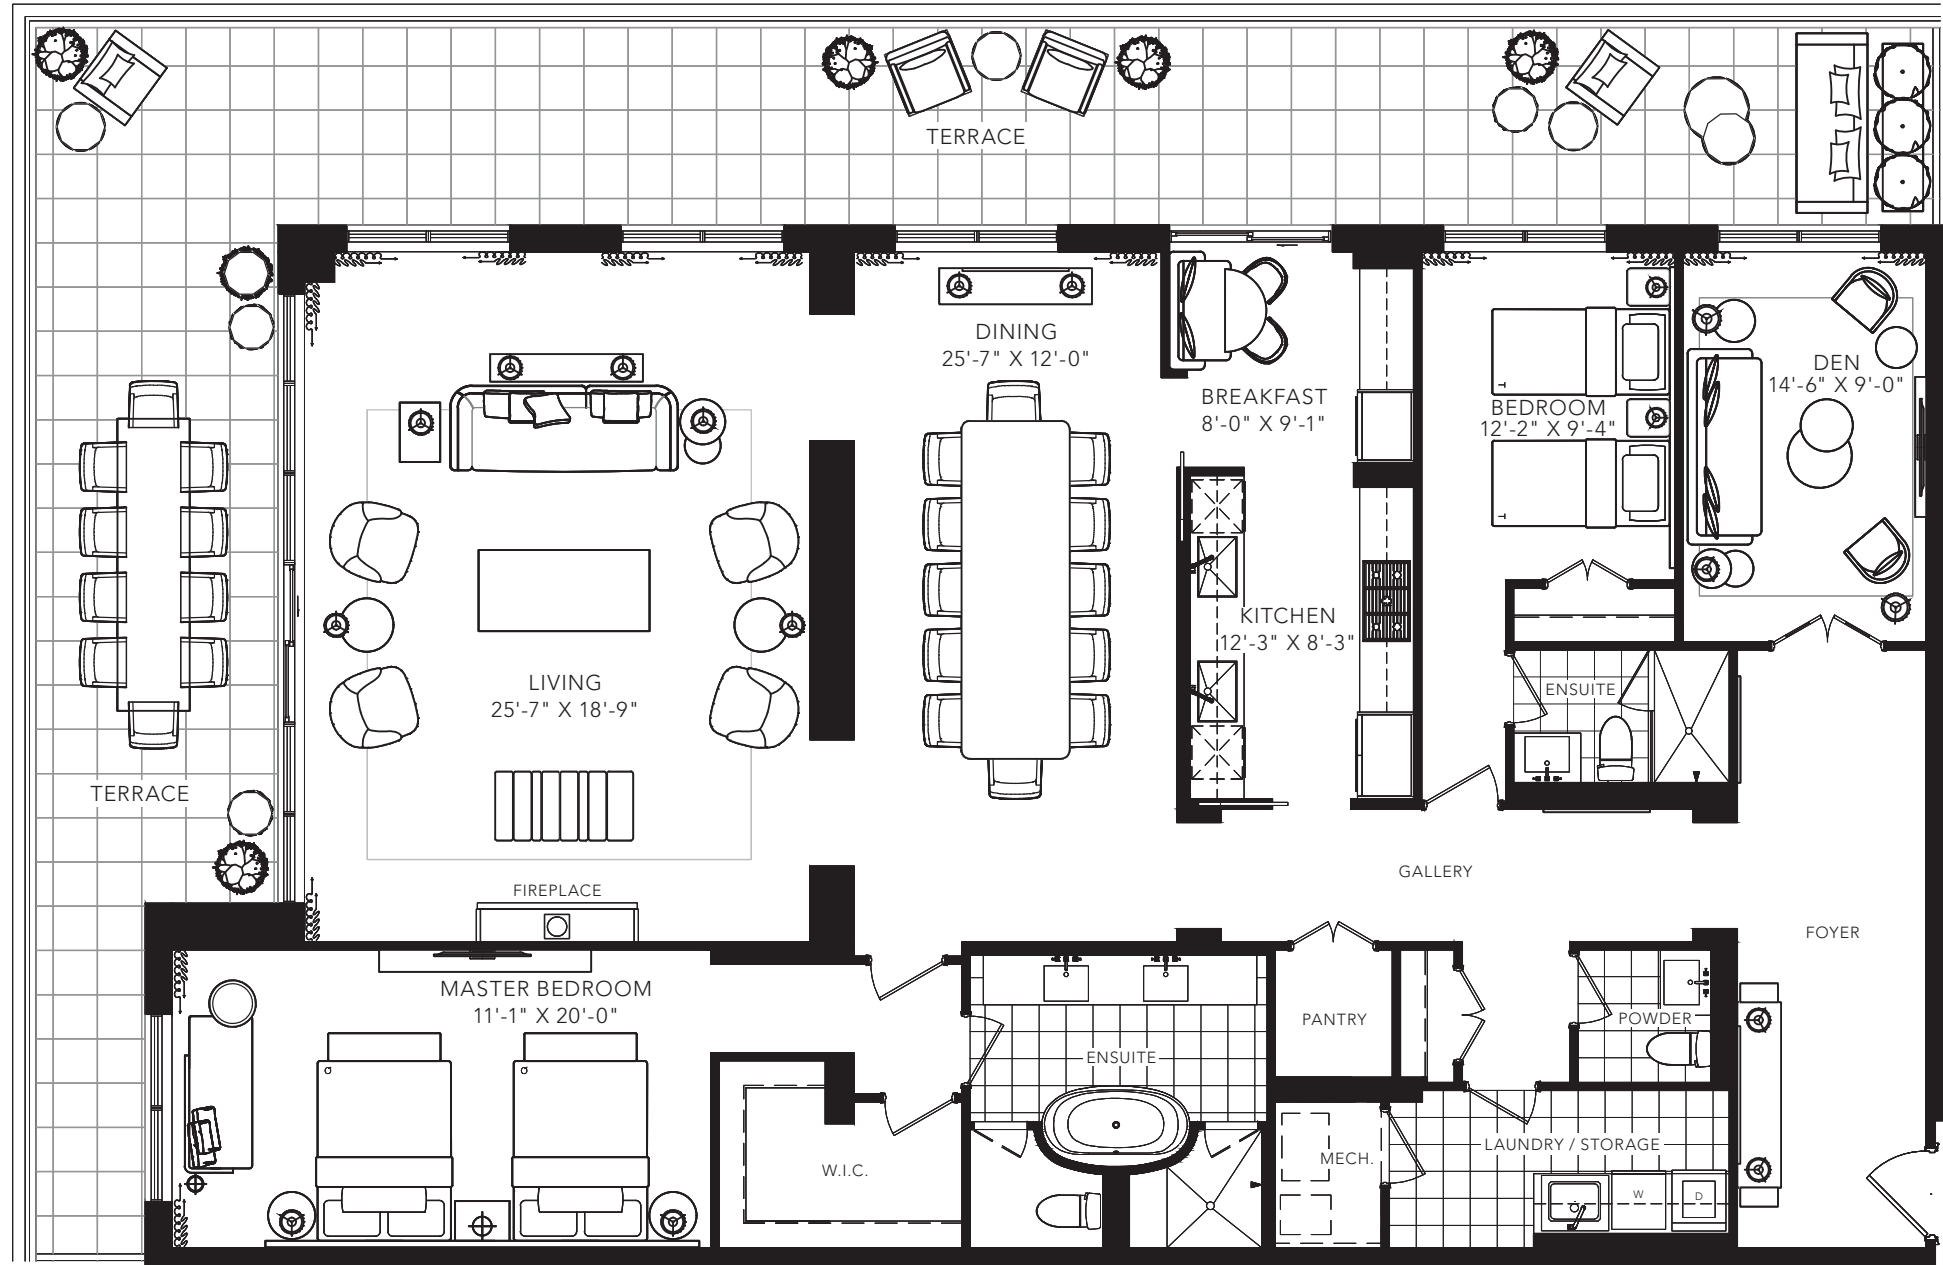 TERRACE
DINING
25'-7" X 12'-0"
BREAKFAST
8'-0" X 9'-1"
BEDROOM
12'-2" X 9'-4"
DEN
14'-6" X 9'-0"
KITCHEN
12'-3" X 8'-3"
LIVING
25'-7" X 18'-9"
ENSUITE
TERRACE
FIREPLACE
GALLERY
FOYER
MASTER BEDROOM
11'-1" X 20'-0"
PANTRY
POWDER
ENSUITE
W.I.C.
MECH.
LAUNDRY / STORAGE
W
D